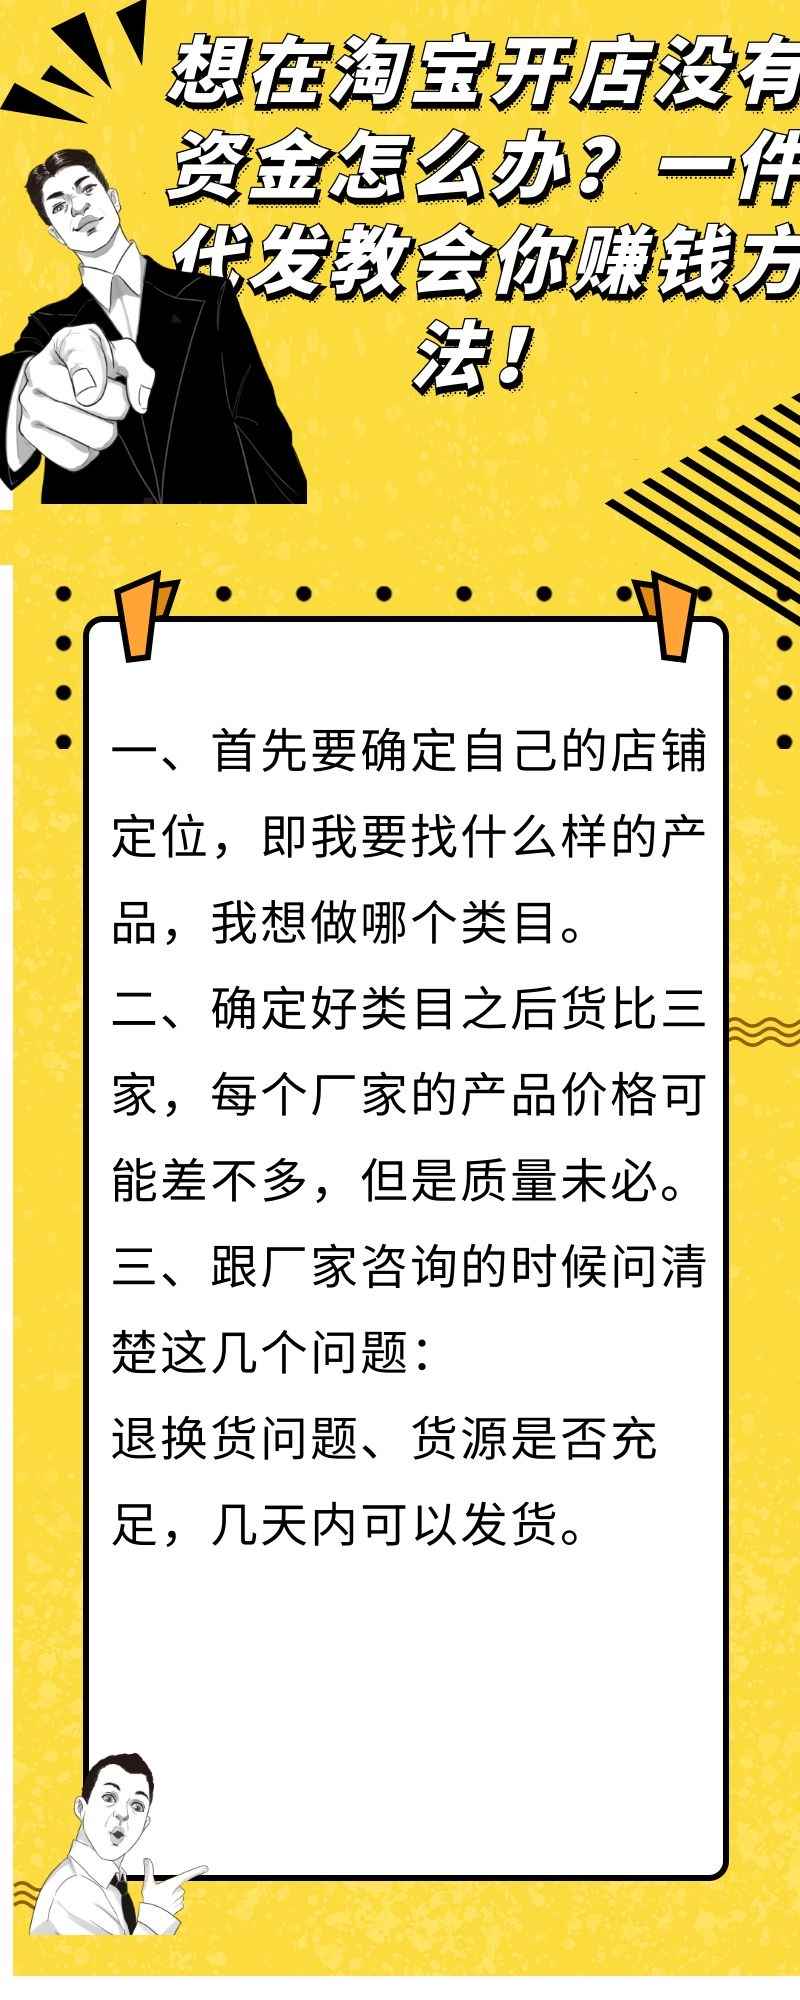 想在淘宝开店没有
资金怎么办？一件
代发教会你赚钱方
法！
一、首先要确定自己的店铺
定位，即我要找什么样的产
品，我想做哪个类目。
二、确定好类目之后货比三
家，每个厂家的产品价格可
能差不多，但是质量未必。
三、跟厂家咨询的时候问清
楚这几个问题：
退换货问题、货源是否充
足，几天内可以发货。